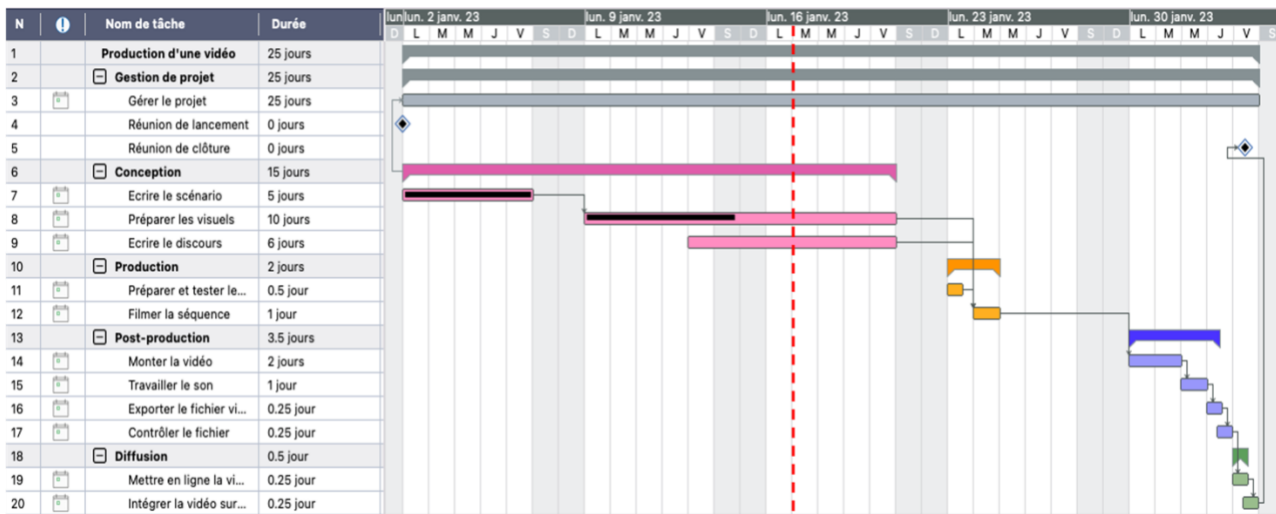 N Nom de tâche Durée lun lun. 2 janv. 23 lun. 9 janv. 23 lun. 16 janv. 23 lun. 23 janv. 23 lun. 30 janv. 23
D L M M J V S D L M M J V S D L M M J V S D L M M J V S D L M M J V S
1 Production d'une vidéo 25 jours
2 Gestion de projet 25 jours
3 Gérer le projet 25 jours
4 Réunion de lancement 0 jours
5 Réunion de clôture 0 jours
6 Conception 15 jours
7 Ecrire le scénario 5 jours
8 Préparer les visuels 10 jours
9 Ecrire le discours 6 jours
10 Production 2 jours
11 Préparer et tester le... 0.5 jour
12 Filmer la séquence 1 jour
13 Post-production 3.5 jours
14 Monter la vidéo 2 jours
15 Travailler le son 1 jour
16 Exporter le fichier vi... 0.25 jour
17 Contrôler le fichier 0.25 jour
18 Diffusion 0.5 jour
19 Mettre en ligne la vi... 0.25 jour
20 Intégrer la vidéo sur... 0.25 jour